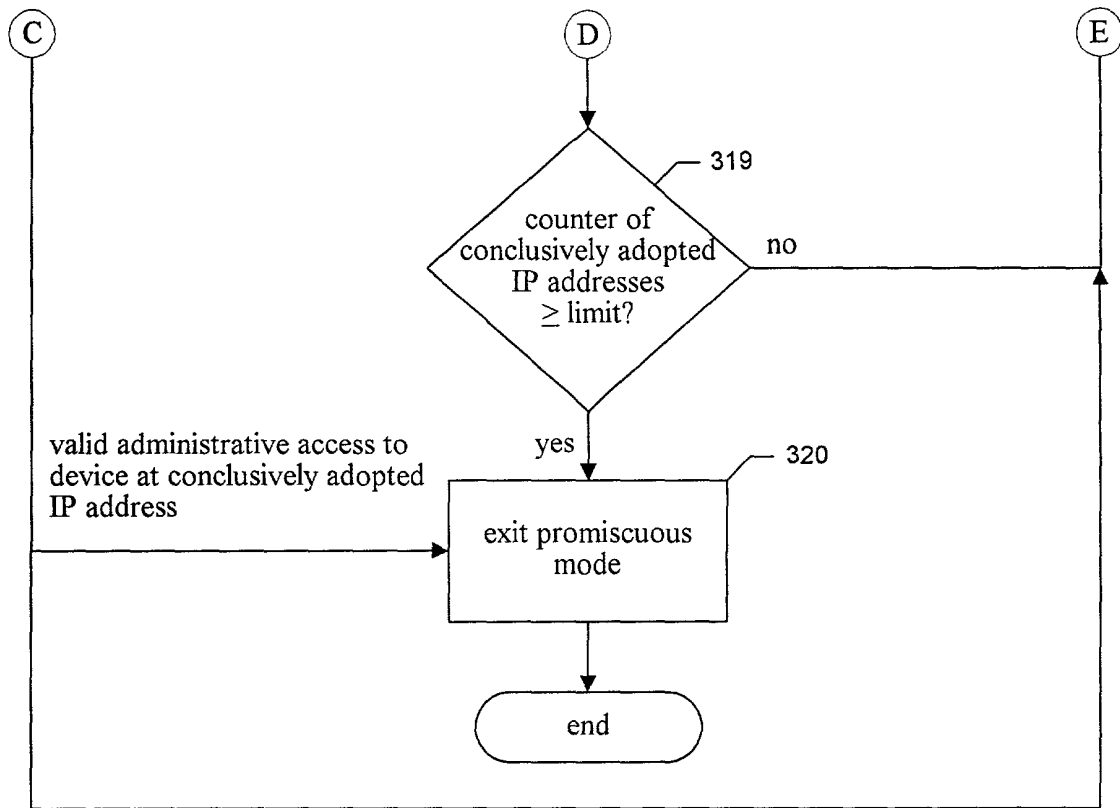 C
D
E
319
counter of
conclusively adopted
IP addresses
≥ limit?
no
yes
valid administrative access to
device at conclusively adopted
IP address
320
exit promiscuous
mode
end